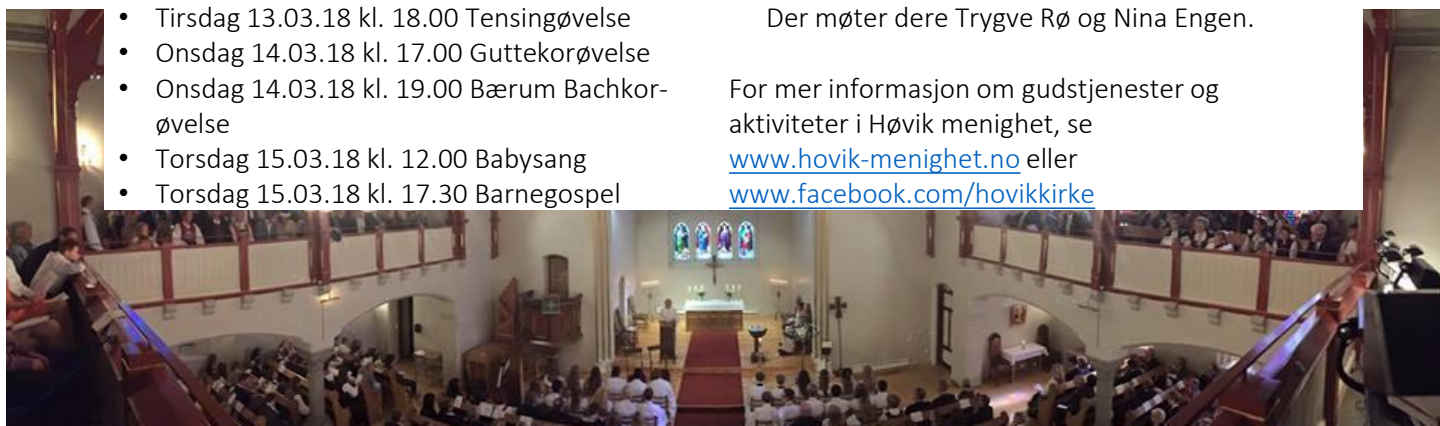 • Tirsdag 13.03.18 kl. 18.00 Tensingøvelse
• Onsdag 14.03.18 kl. 17.00 Guttekorøvelse
• Onsdag 14.03.18 kl. 19.00 Bærum Bachkor-
øvelse
• Torsdag 15.03.18 kl. 12.00 Babysang
• Torsdag 15.03.18 kl. 17.30 Barnegospel
Der møter dere Trygve Rø og Nina Engen.
For mer informasjon om gudstjenester og
aktiviteter i Høvik menighet, se
www.hovik-menighet.no eller
www.facebook.com/hovikkirke